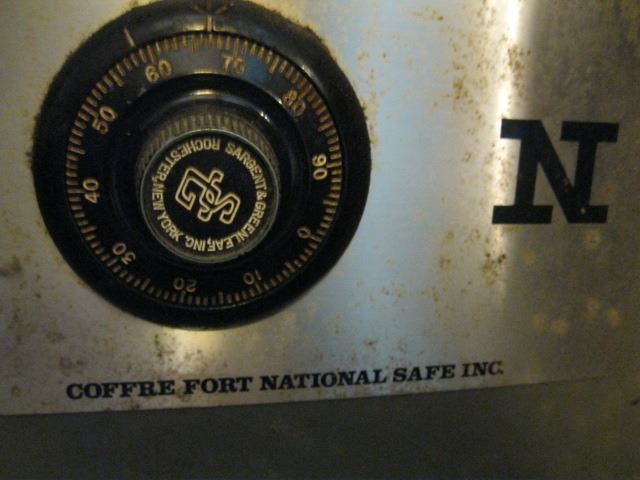 60 70 80 90 0 10 20 30 40 50
SARGENT & GREENLEAF, INC.
ROCHESTER, NEW YORK
S&G
N
COFFRE FORT NATIONAL SAFE INC.